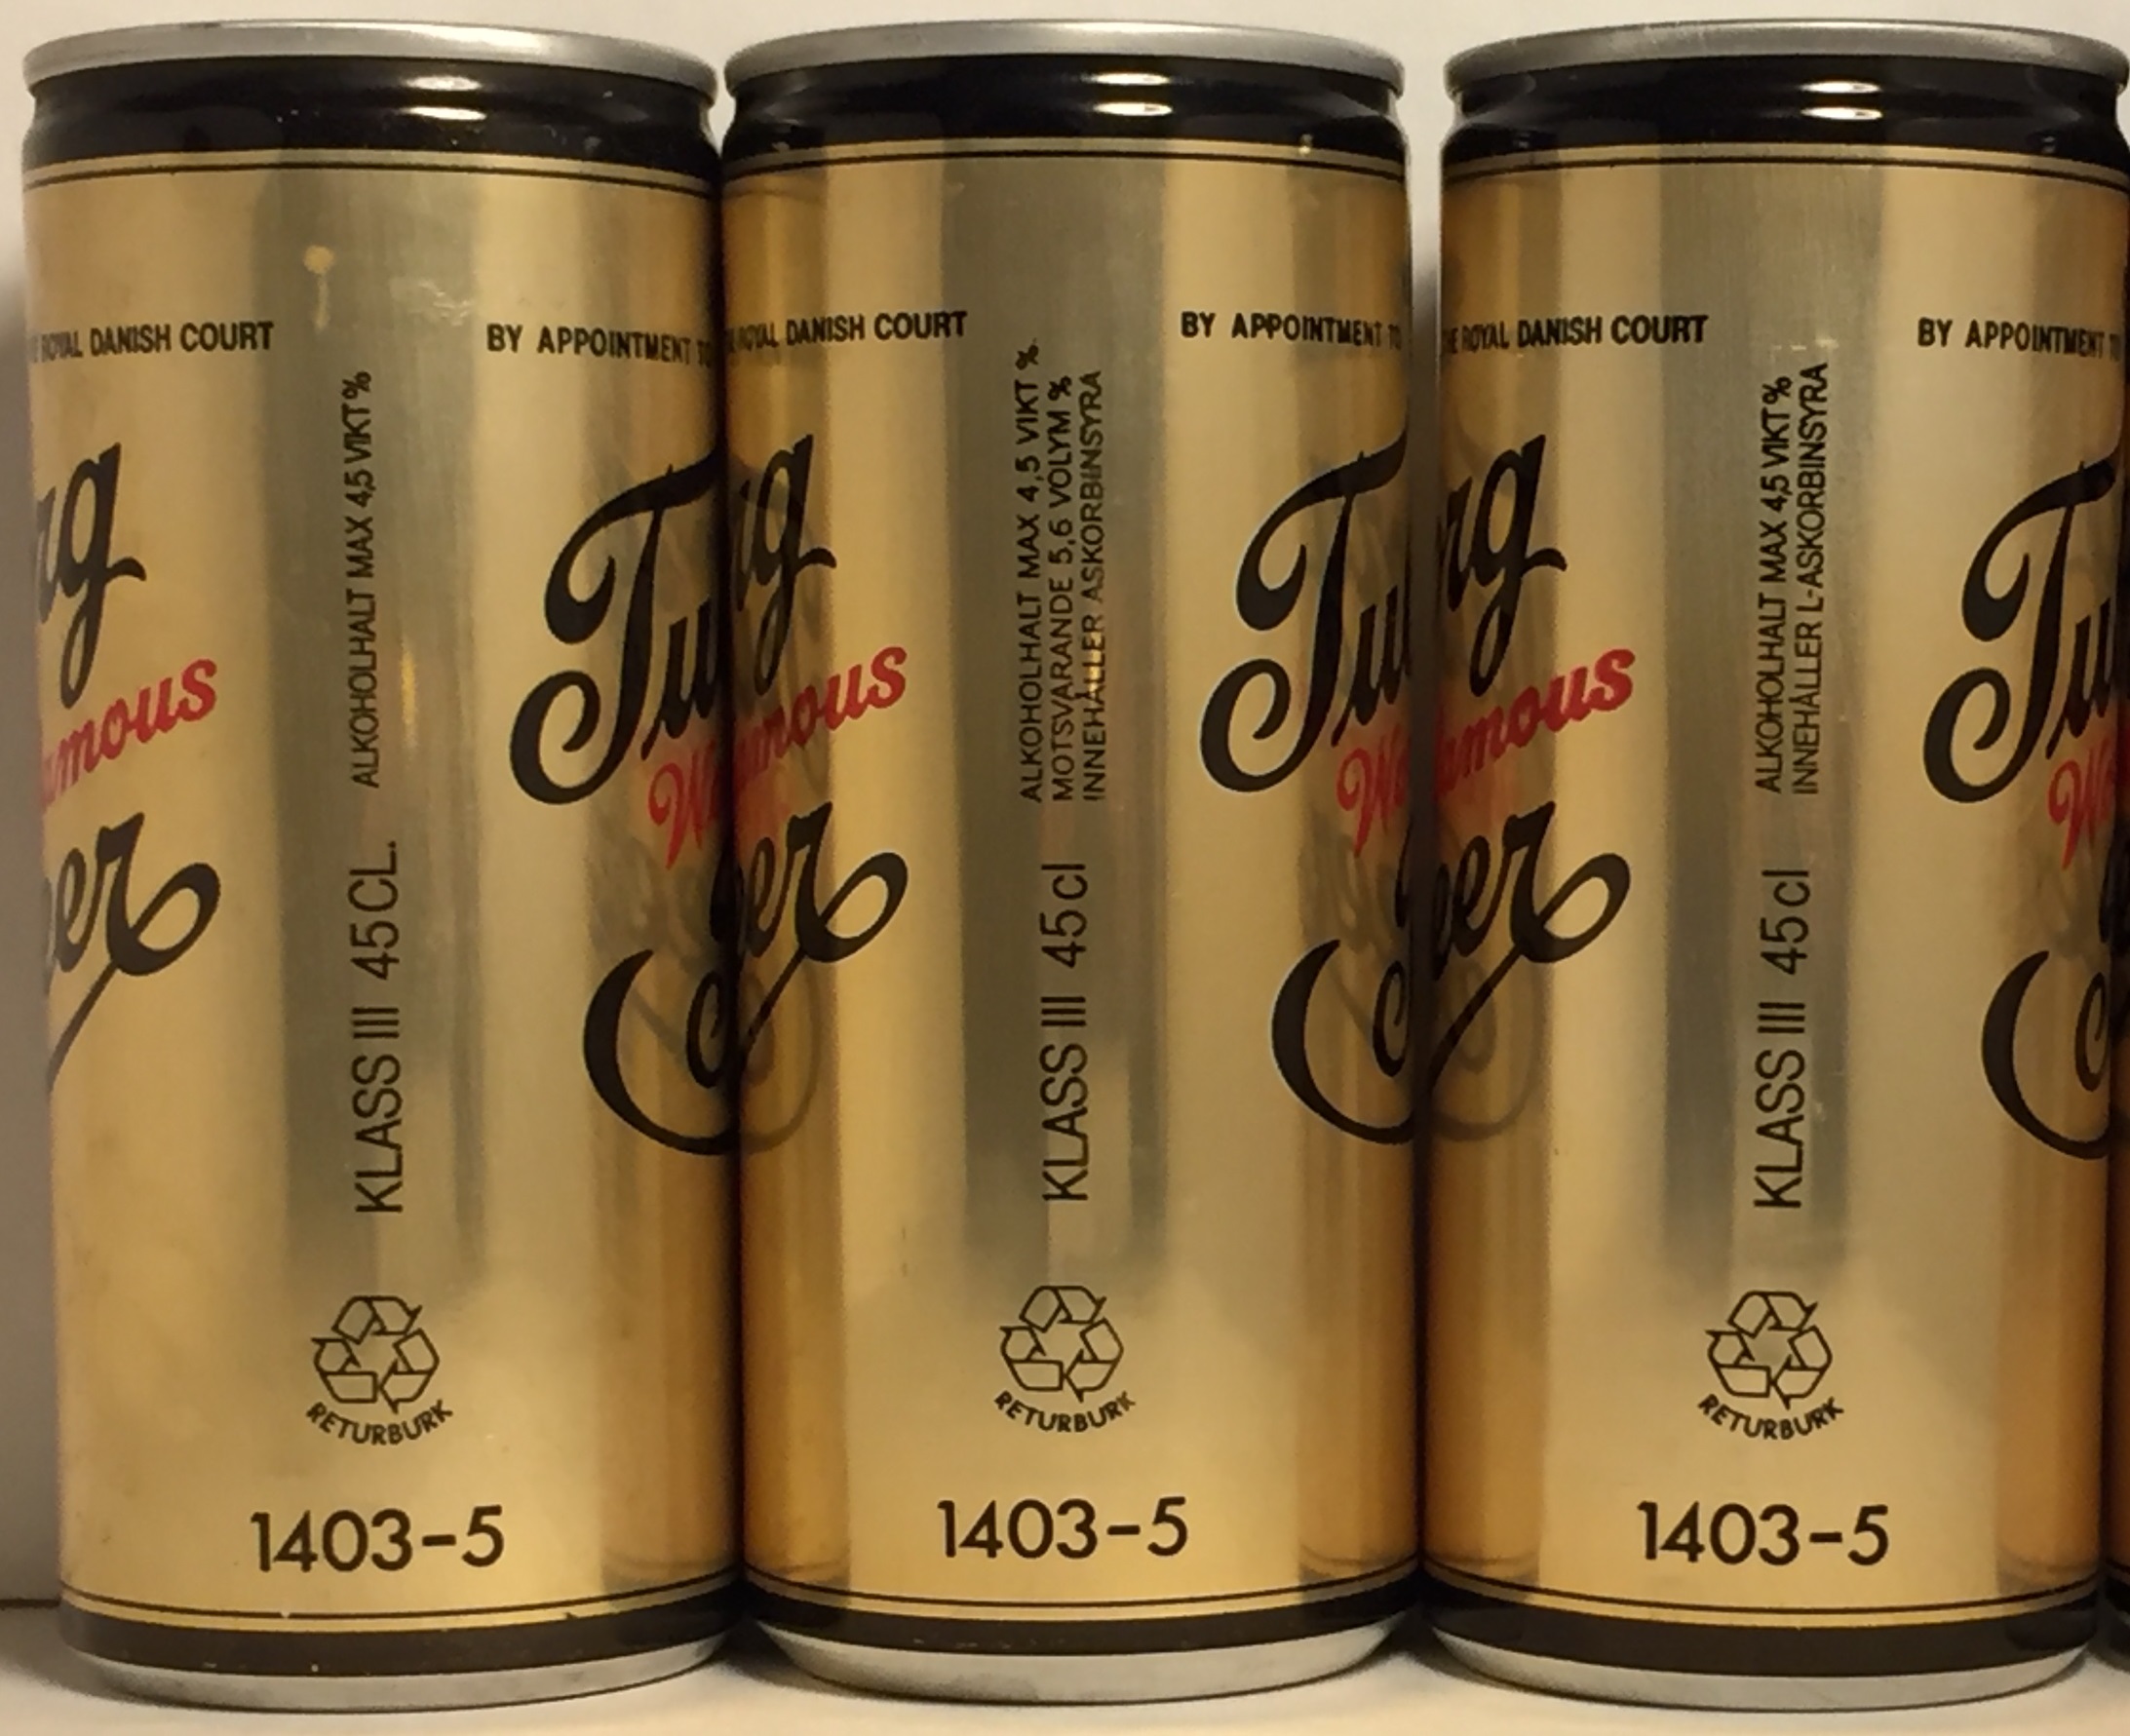 ROYAL DANISH COURT
BY APPOINTMENT TO
ALKOHOLHALT MAX 4,5 VIKT %
KLASS III 45 CL.
RETURBURK
1403-5
ROYAL DANISH COURT
BY APPOINTMENT TO
famous
ALKOHOLHALT MAX 4,5 VIKT %.
MOTSVARANDE 5,6 VOLYM %
INNEHÅLLER ASKORBINSYRA
KLASS III 45 cl
RETURBURK
1403-5
THE ROYAL DANISH COURT
BY APPOINTMENT TO
ALKOHOLHALT MAX 4,5 VIKT %
INNEHÅLLER L-ASKORBINSYRA
KLASS III 45 cl
RETURBURK
1403-5